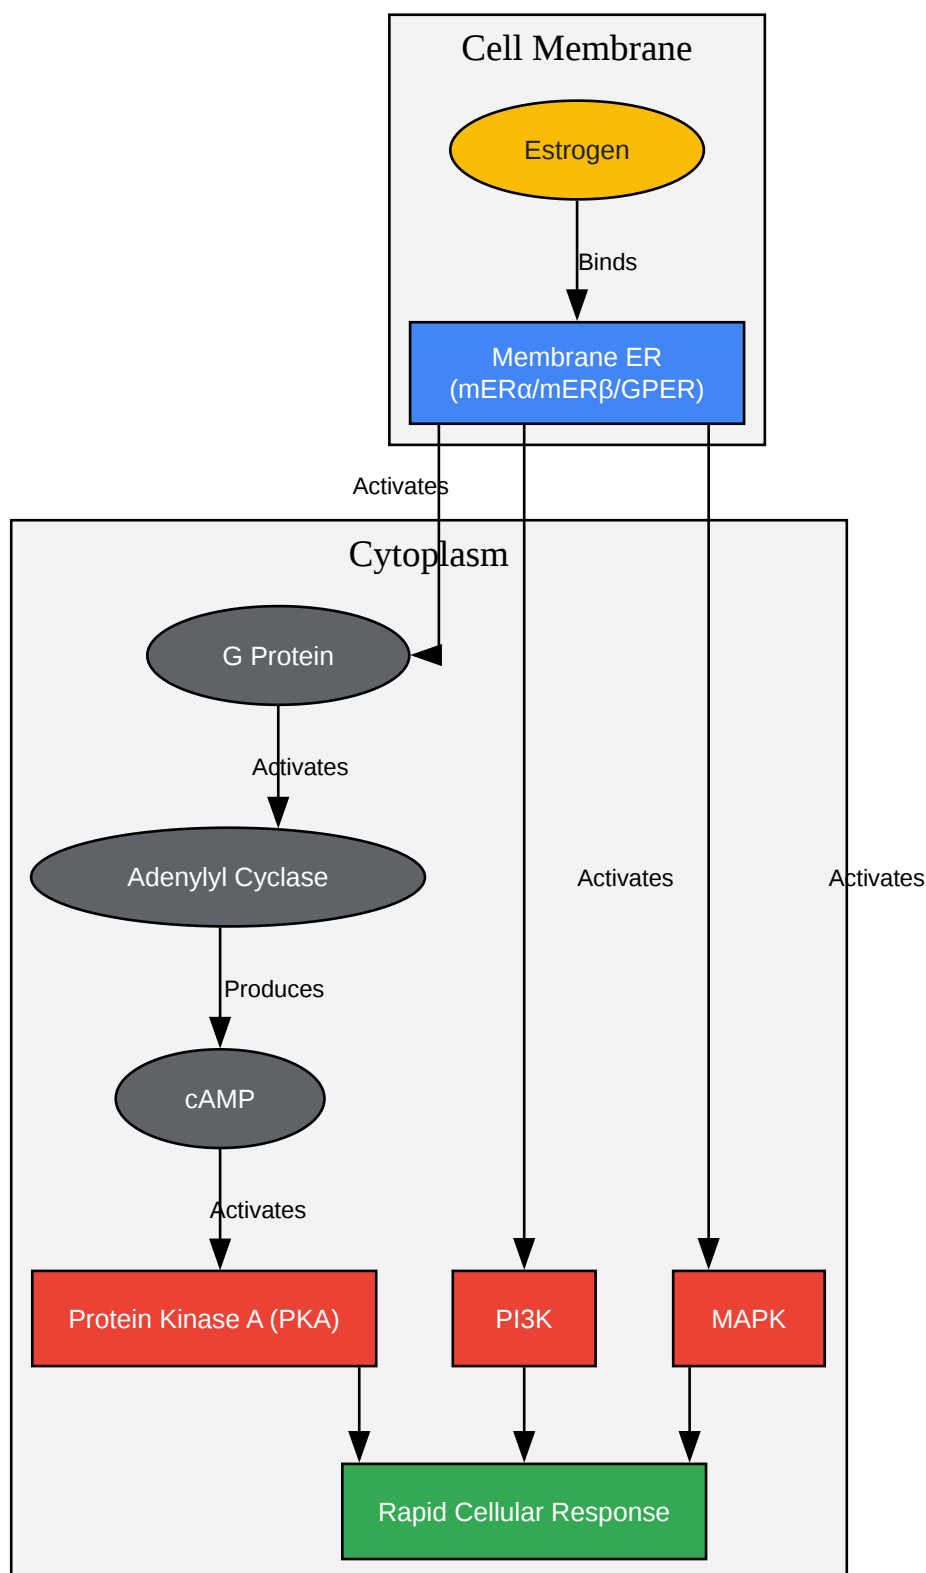 Cell Membrane
Estrogen
Binds
Membrane ER
(mERα/mERβ/GPER)
Activates
Cytoplasm
G Protein
Activates
Adenylyl Cyclase
Activates
Activates
Produces
cAMP
Activates
Protein Kinase A (PKA)
PI3K
MAPK
Rapid Cellular Response